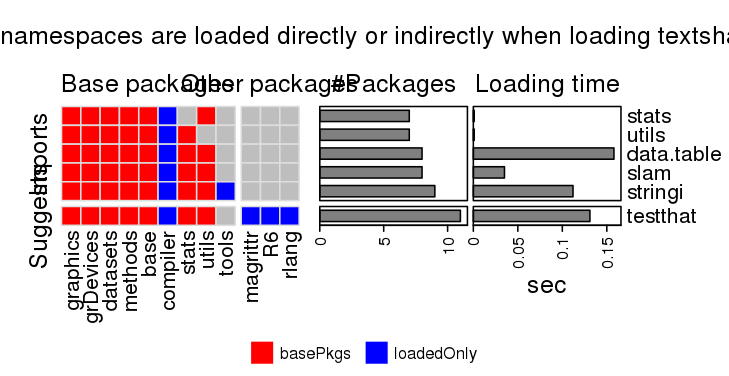 namespaces are loaded directly or indirectly when loading textsha
Base packages
Other packages
#Packages
Loading time
Imports
Suggests
stats
utils
data.table
slam
stringi
testthat
graphics
grDevices
datasets
methods
base
compiler
stats
utils
tools
magrittr
R6
rlang
0
5
10
0
0.05
0.1
0.15
sec
basePkgs
loadedOnly